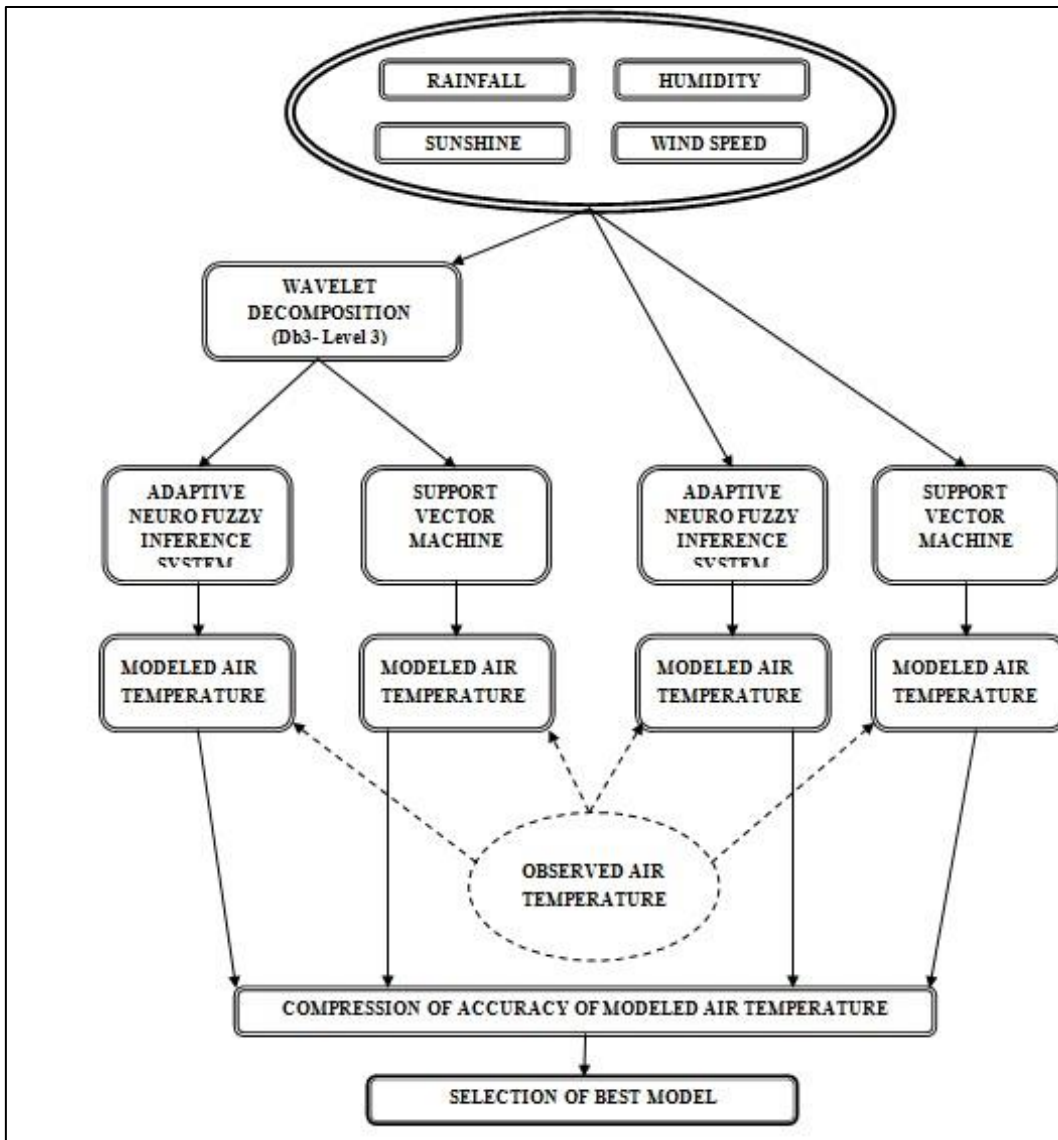 RAINFALL
HUMIDITY
SUNSHINE
WIND SPEED
WAVELET
DECOMPOSITION
(Db3- Level 3)
ADAPTIVE
NEURO FUZZY
INFERENCE
SYSTEM
SUPPORT
VECTOR
MACHINE
ADAPTIVE
NEURO FUZZY
INFERENCE
SYSTEM
SUPPORT
VECTOR
MACHINE
MODELED AIR
TEMPERATURE
MODELED AIR
TEMPERATURE
MODELED AIR
TEMPERATURE
MODELED AIR
TEMPERATURE
OBSERVED AIR
TEMPERATURE
COMPRESSION OF ACCURACY OF MODELED AIR TEMPERATURE
SELECTION OF BEST MODEL